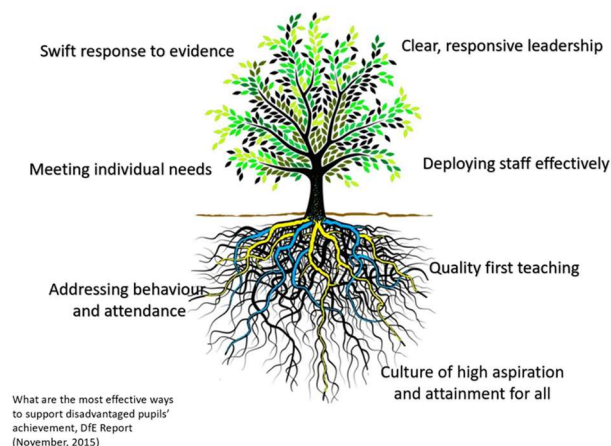 Swift response to evidence
Clear, responsive leadership
Meeting individual needs
Deploying staff effectively
Quality first teaching
Addressing behaviour
and attendance
Culture of high aspiration
and attainment for all
What are the most effective ways
to support disadvantaged pupils'
achievement, DfE Report
(November, 2015)